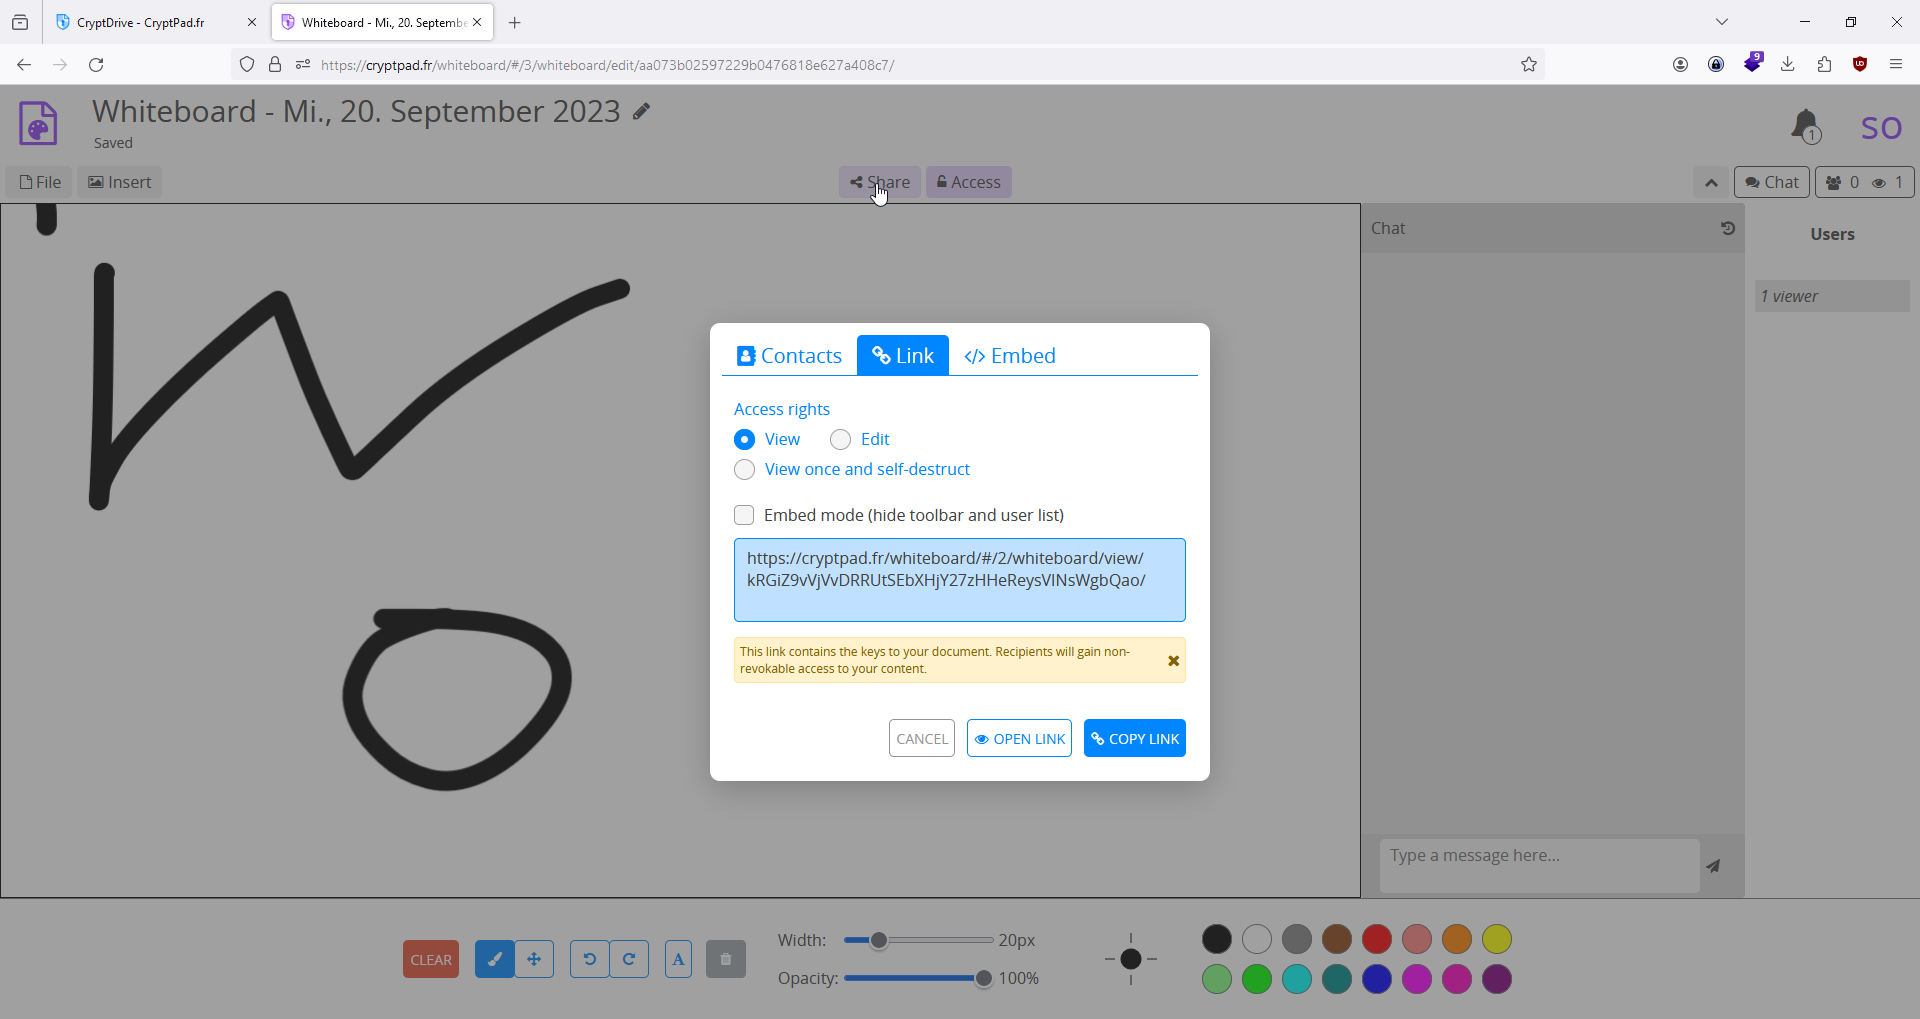 CryptDrive - CryptPad.fr
Whiteboard - Mi., 20. Septembe
https://cryptpad.fr/whiteboard/#/3/whiteboard/edit/aa073b02597229b0476818e627a408c7/
9
Whiteboard - Mi., 20. September 2023
Saved
1
SO
File
Insert
Share
Access
Chat
0
1
Chat
Users
1 viewer
Contacts
Link
Embed
Access rights
View
Edit
View once and self-destruct
Embed mode (hide toolbar and user list)
https://cryptpad.fr/whiteboard/#/2/whiteboard/view/
kRGiZ9vVjVvDRRUtSEbXHjY27zHHeReysVINsWgbQao/
This link contains the keys to your document. Recipients will gain non-
revokable access to your content.
CANCEL
OPEN LINK
COPY LINK
Type a message here...
CLEAR
A
Width:
20px
Opacity:
100%